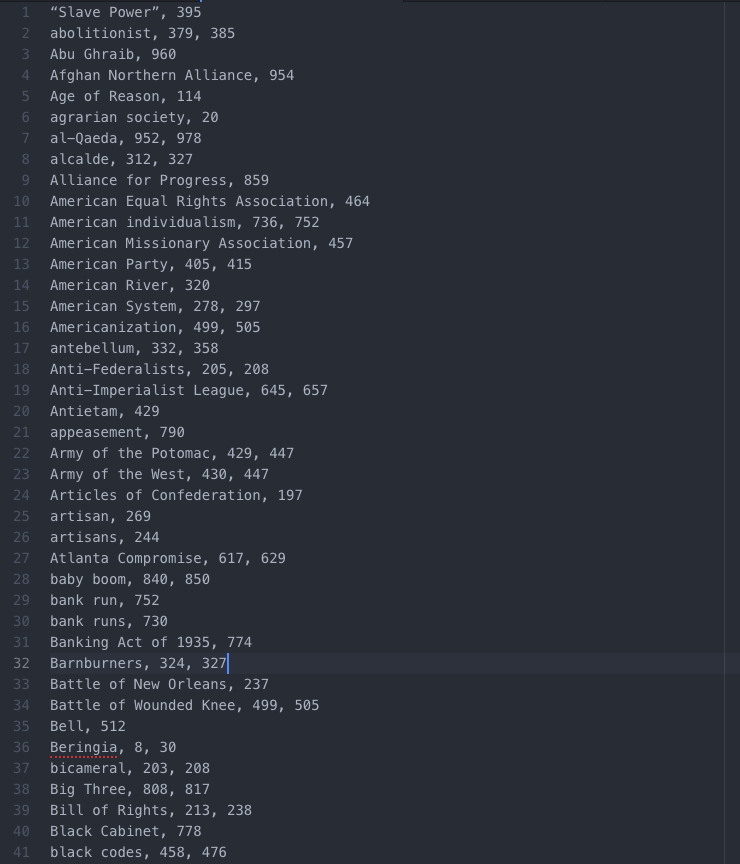 1 “Slave Power”, 395
2 abolitionist, 379, 385
3 Abu Ghraib, 960
4 Afghan Northern Alliance, 954
5 Age of Reason, 114
6 agrarian society, 20
7 al-Qaeda, 952, 978
8 alcalde, 312, 327
9 Alliance for Progress, 859
10 American Equal Rights Association, 464
11 American individualism, 736, 752
12 American Missionary Association, 457
13 American Party, 405, 415
14 American River, 320
15 American System, 278, 297
16 Americanization, 499, 505
17 antebellum, 332, 358
18 Anti-Federalists, 205, 208
19 Anti-Imperialist League, 645, 657
20 Antietam, 429
21 appeasement, 790
22 Army of the Potomac, 429, 447
23 Army of the West, 430, 447
24 Articles of Confederation, 197
25 artisan, 269
26 artisans, 244
27 Atlanta Compromise, 617, 629
28 baby boom, 840, 850
29 bank run, 752
30 bank runs, 730
31 Banking Act of 1935, 774
32 Barnburners, 324, 327
33 Battle of New Orleans, 237
34 Battle of Wounded Knee, 499, 505
35 Bell, 512
36 Beringia, 8, 30
37 bicameral, 203, 208
38 Big Three, 808, 817
39 Bill of Rights, 213, 238
40 Black Cabinet, 778
41 black codes, 458, 476